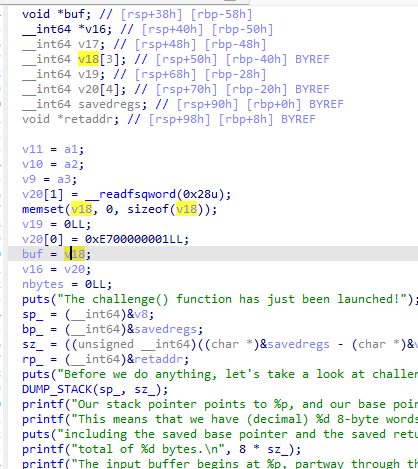 void *buf; // [rsp+38h] [rbp-58h]
__int64 *v16; // [rsp+40h] [rbp-50h]
__int64 v17; // [rsp+48h] [rbp-48h]
__int64 v18[3]; // [rsp+50h] [rbp-40h] BYREF
__int64 v19; // [rsp+68h] [rbp-28h]
__int64 v20[4]; // [rsp+70h] [rbp-20h] BYREF
__int64 savedregs; // [rsp+90h] [rbp+0h] BYREF
void *retaddr; // [rsp+98h] [rbp+8h] BYREF
v11 = a1;
v10 = a2;
v9 = a3;
v20[1] = __readfsqword(0x28u);
memset(v18, 0, sizeof(v18));
v19 = 0LL;
v20[0] = 0xE700000001LL;
buf = v18;
v16 = v20;
nbytes = 0LL;
puts("The challenge() function has just been launched!");
sp_ = (__int64)&v8;
bp_ = (__int64)&savedregs;
sz_ = ((unsigned __int64)((char *)&savedregs - (char *)&v
rp_ = (__int64)&retaddr;
puts("Before we do anything, let's take a look at challen
DUMP_STACK(sp_, sz_);
printf("Our stack pointer points to %p, and our base poin
printf("This means that we have (decimal) %d 8-byte words
puts("including the saved base pointer and the saved retu
printf("total of %d bytes.\n", 8 * sz_);
printf("The input buffer begins at %p, partway through th